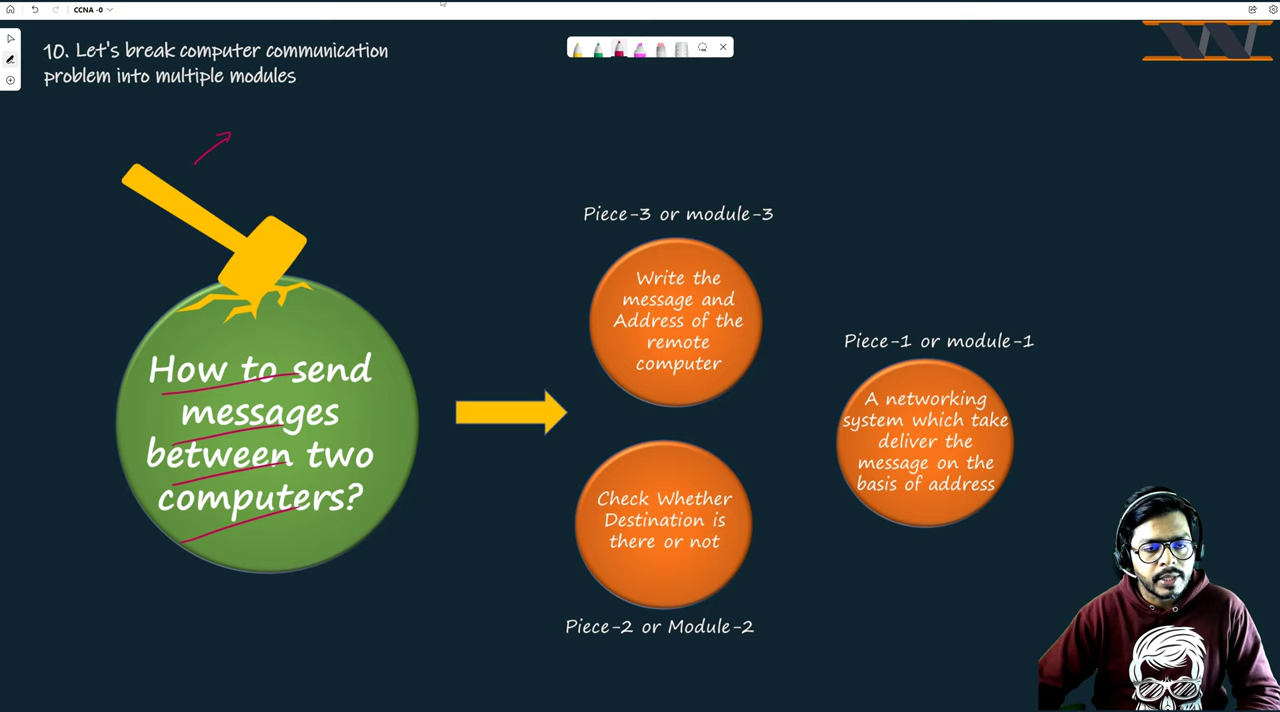 CCNA -0
10. Let's break computer communication
problem into multiple modules
How to send
messages
between two
computers?
Piece-3 or module-3
Write the
message and
Address of the
remote
computer
Check Whether
Destination is
there or not
Piece-2 or Module-2
Piece-1 or module-1
A networking
system which take
deliver the
message on the
basis of address